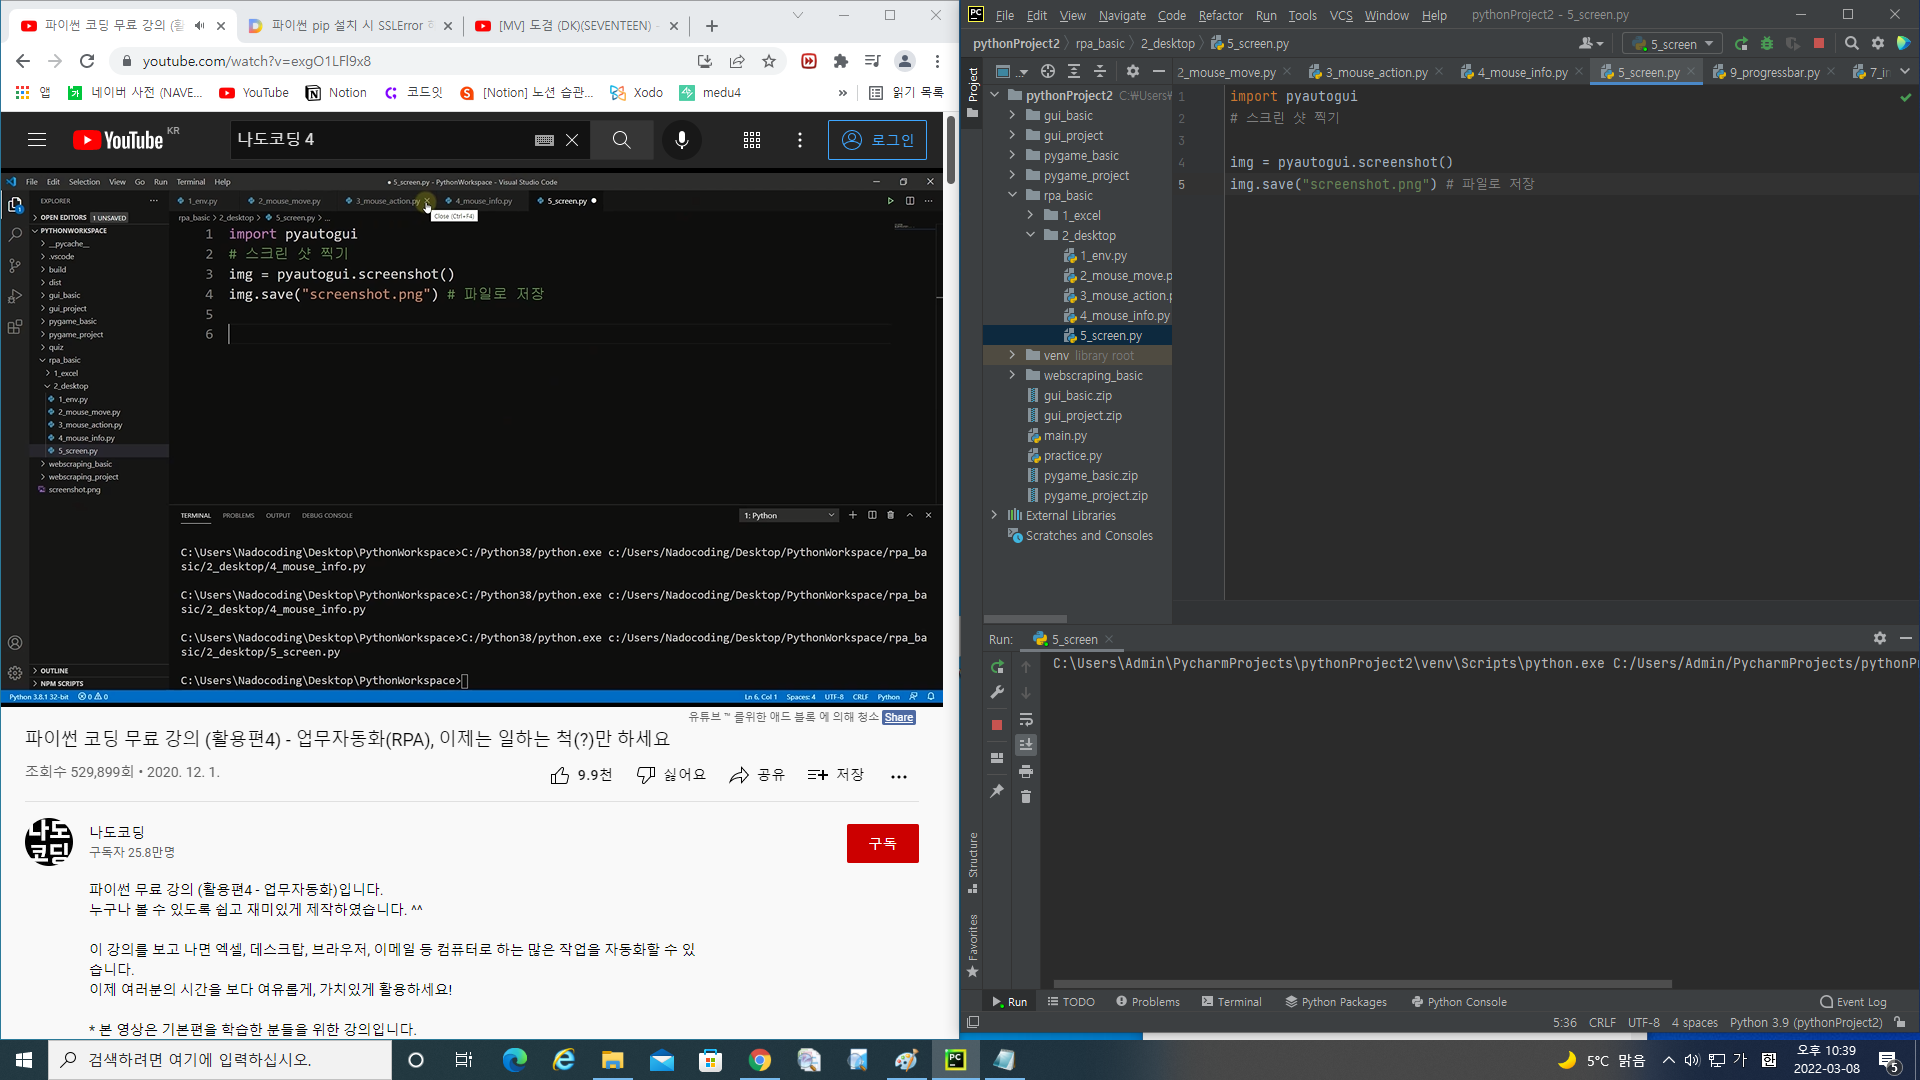 파이썬 코딩 무료 강의 (활
파이썬 pip 설치 시 SSLError
[MV] 도겸 (DK)(SEVENTEEN) -
youtube.com/watch?v=exgO1LFl9x8
앱
네이버 사전 (NAVE...
YouTube
Notion
코드잇
[Notion] 노션 습관...
Xodo
medu4
»
읽기 목록
YouTube KR
나도코딩 4
로그인
File Edit Selection View Go Run Terminal Help
● 5_screen.py - PythonWorkspace - Visual Studio Code
EXPLORER
OPEN EDITORS 1 UNSAVED
PYTHONWORKSPACE
__pycache__
.vscode
build
dist
gui_basic
gui_project
pygame_basic
pygame_project
quiz
rpa_basic
1_excel
2_desktop
1_env.py
2_mouse_move.py
3_mouse_action.py
4_mouse_info.py
5_screen.py
webscraping_basic
webscraping_project
screenshot.png
OUTLINE
NPM SCRIPTS
1_env.py 2_mouse_move.py 3_mouse_action.py 4_mouse_info.py 5_screen.py
Close (Ctrl+F4)
rpa_basic > 2_desktop > 5_screen.py > ...
1 import pyautogui
2 # 스크린 샷 찍기
3 img = pyautogui.screenshot()
4 img.save("screenshot.png") # 파일로 저장
5
6
TERMINAL PROBLEMS OUTPUT DEBUG CONSOLE
1: Python
C:\Users\Nadocoding\Desktop\PythonWorkspace>C:/Python38/python.exe c:/Users/Nadocoding/Desktop/PythonWorkspace/rpa_ba
sic/2_desktop/4_mouse_info.py
C:\Users\Nadocoding\Desktop\PythonWorkspace>C:/Python38/python.exe c:/Users/Nadocoding/Desktop/PythonWorkspace/rpa_ba
sic/2_desktop/4_mouse_info.py
C:\Users\Nadocoding\Desktop\PythonWorkspace>C:/Python38/python.exe c:/Users/Nadocoding/Desktop/PythonWorkspace/rpa_ba
sic/2_desktop/5_screen.py
C:\Users\Nadocoding\Desktop\PythonWorkspace>
Python 3.8.1 32-bit 0 0
Ln 6, Col 1 Spaces: 4 UTF-8 CRLF Python
유튜브 ™ 를위한 애드 블록 에 의해 청소 Share
파이썬 코딩 무료 강의 (활용편4) - 업무자동화(RPA), 이제는 일하는 척(?)만 하세요
조회수 529,899회 • 2020. 12. 1.
9.9천
싫어요
공유
저장
나도코딩
구독자 25.8만명
구독
파이썬 무료 강의 (활용편4 - 업무자동화)입니다.
누구나 볼 수 있도록 쉽고 재미있게 제작하였습니다. ^^
이 강의를 보고 나면 엑셀, 데스크탑, 브라우저, 이메일 등 컴퓨터로 하는 많은 작업을 자동화할 수 있
습니다.
이제 여러분의 시간을 보다 여유롭게, 가치있게 활용하세요!
* 본 영상은 기본편을 학습한 분들을 위한 강의입니다.
PC File Edit View Navigate Code Refactor Run Tools VCS Window Help
pythonProject2 - 5_screen.py
pythonProject2 > rpa_basic > 2_desktop > 5_screen.py
5_screen
2_mouse_move.py 3_mouse_action.py 4_mouse_info.py 5_screen.py 9_progressbar.py
Project
pythonProject2 C:₩Users₩
gui_basic
gui_project
pygame_basic
pygame_project
rpa_basic
1_excel
2_desktop
1_env.py
2_mouse_move.p
3_mouse_action.p
4_mouse_info.py
5_screen.py
venv library root
webscraping_basic
gui_basic.zip
gui_project.zip
main.py
practice.py
pygame_basic.zip
pygame_project.zip
External Libraries
Scratches and Consoles
1 import pyautogui
2 # 스크린 샷 찍기
3
4 img = pyautogui.screenshot()
5 img.save("screenshot.png") # 파일로 저장
Run: 5_screen
C:\Users\Admin\PycharmProjects\pythonProject2\venv\Scripts\python.exe C:/Users/Admin/PycharmProjects/pythonP
Structure
Favorites
Run TODO Problems Terminal Python Packages Python Console Event Log
5:36 CRLF UTF-8 4 spaces Python 3.9 (pythonProject2)
검색하려면 여기에 입력하십시오.
PC
5°C 맑음
가
한
오후 10:39
2022-03-08
5